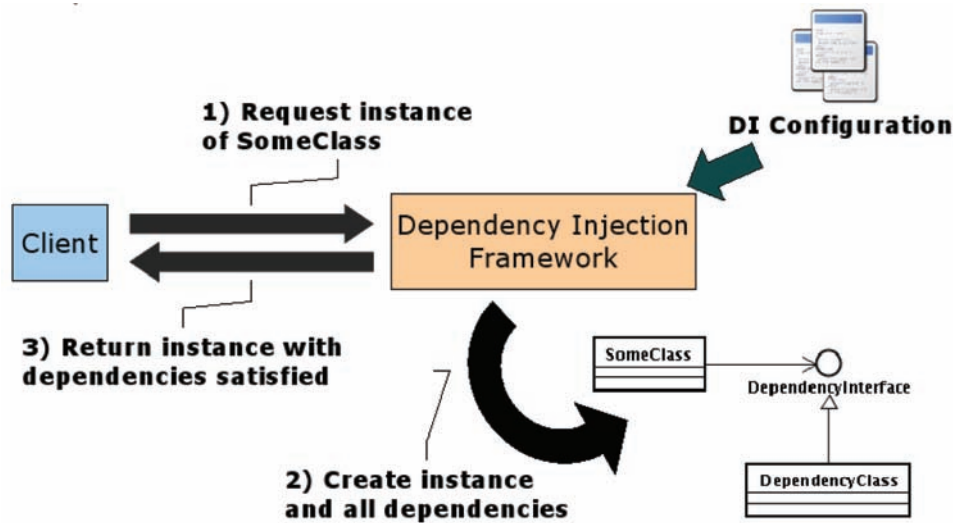 1) Request instance
of SomeClass
DI Configuration
Client
Dependency Injection
Framework
3) Return instance with
dependencies satisfied
SomeClass
DependencyInterface
2) Create instance
and all dependencies
DependencyClass